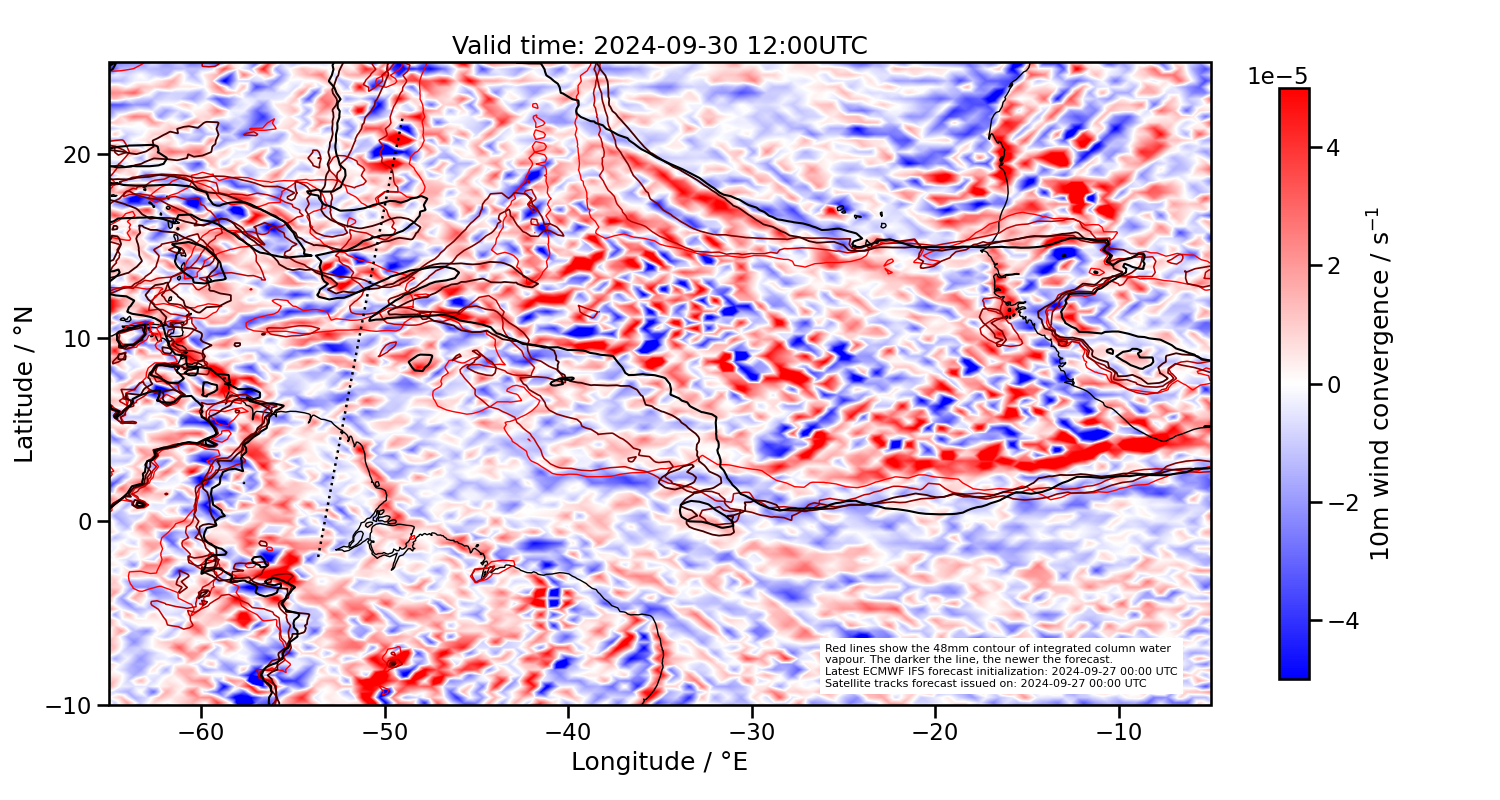 Valid time: 2024-09-30 12:00UTC
1e−5
20
10
0
−10
Latitude / °N
−60
−50
−40
−30
−20
−10
Longitude / °E
4
2
0
−2
−4
10m wind convergence / s⁻¹
Red lines show the 48mm contour of integrated column water
vapour. The darker the line, the newer the forecast.
Latest ECMWF IFS forecast initialization: 2024-09-27 00:00 UTC
Satellite tracks forecast issued on: 2024-09-27 00:00 UTC